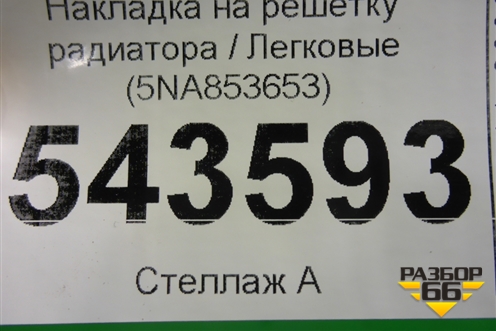 Накладка на решетку
радиатора / Легковые
(5NA853653)
543593
Стеллаж А
РАЗБОР
66